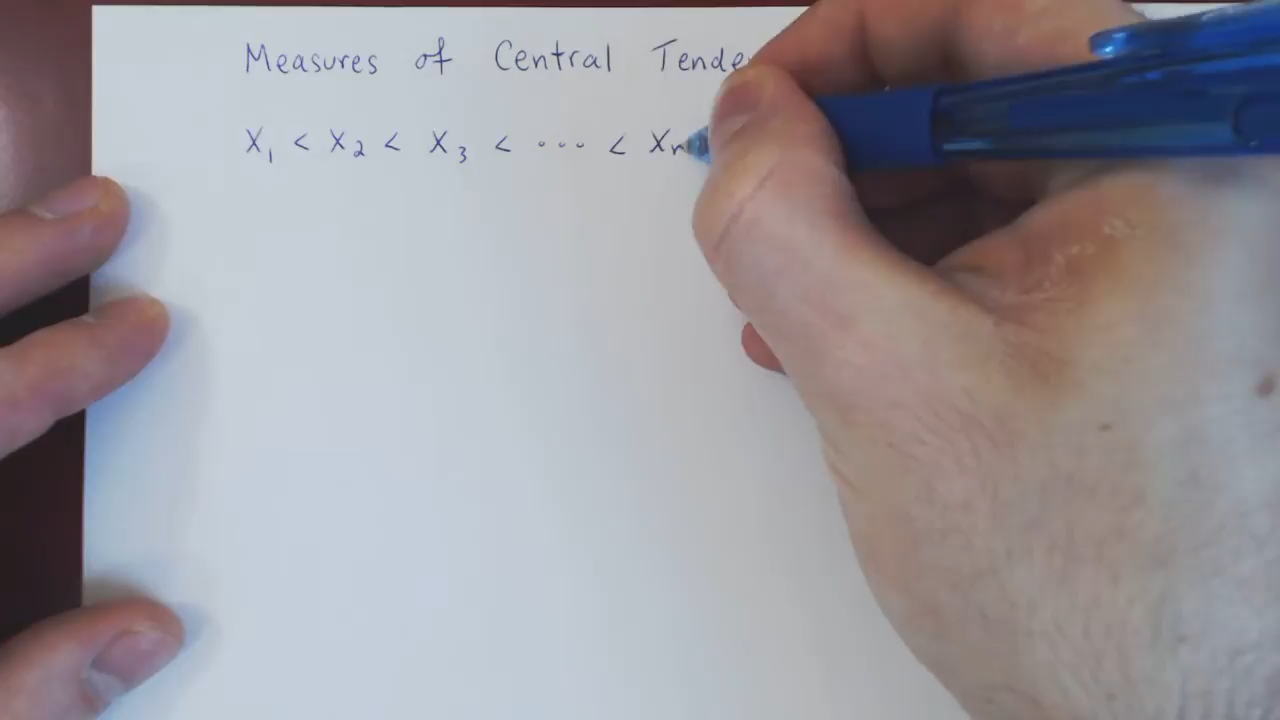 Measures of Central Tende
X₁ < X₂ < X₃ < ... < Xₙ